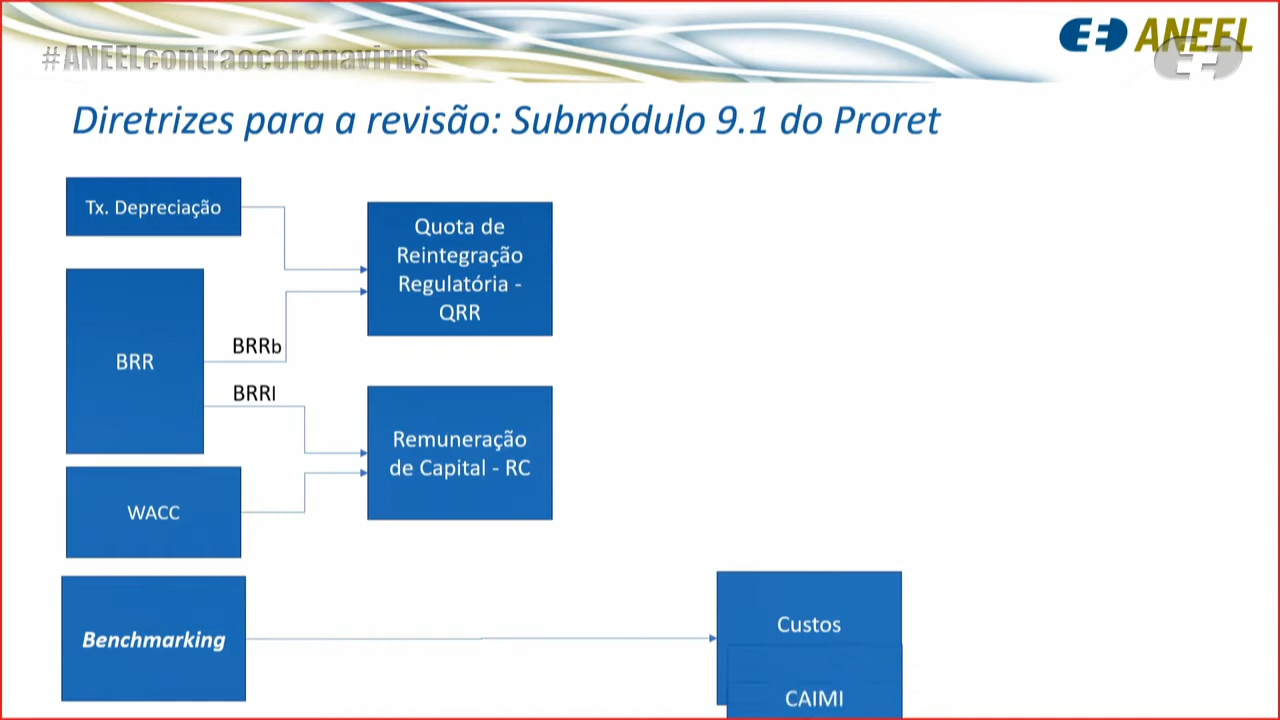 #ANEELcontraocoronavirus
ANEEL
Diretrizes para a revisão: Submódulo 9.1 do Proret
Tx. Depreciação
Quota de
Reintegração
Regulatória -
QRR
BRR
BRRb
BRRl
Remuneração
de Capital - RC
WACC
Benchmarking
Custos
CAIMI